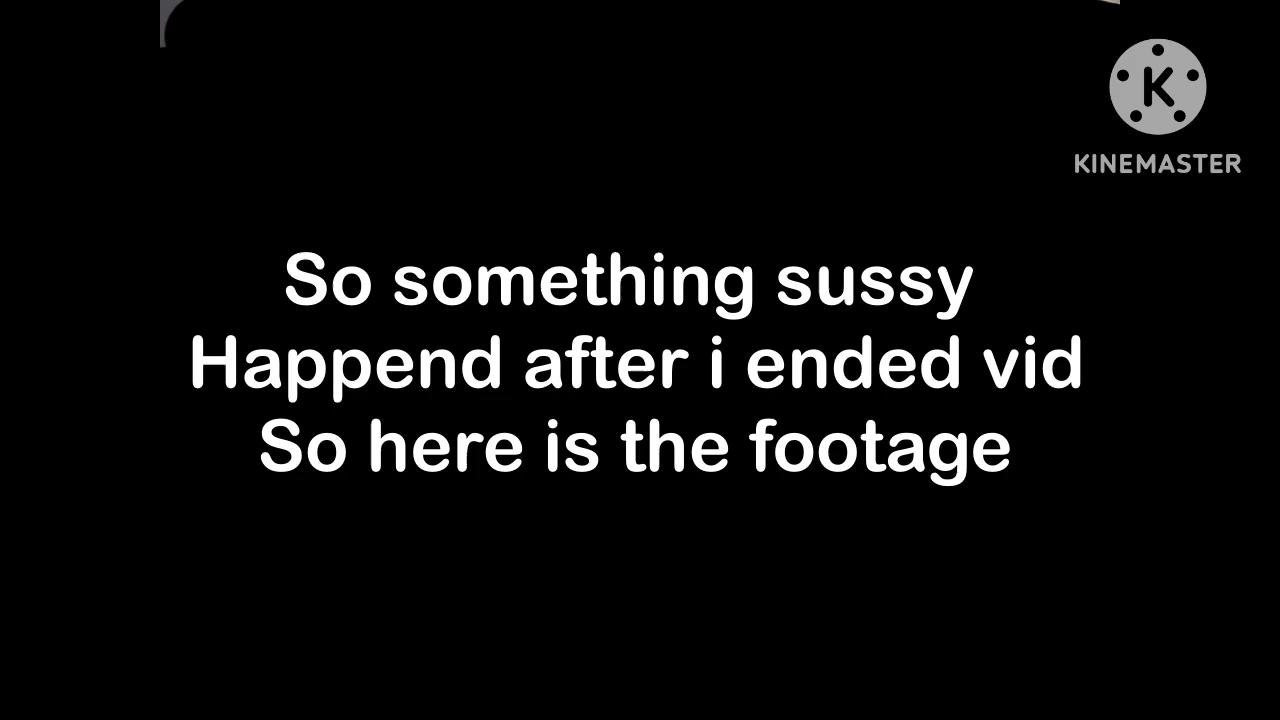 K
KINEMASTER
So something sussy
Happend after i ended vid
So here is the footage